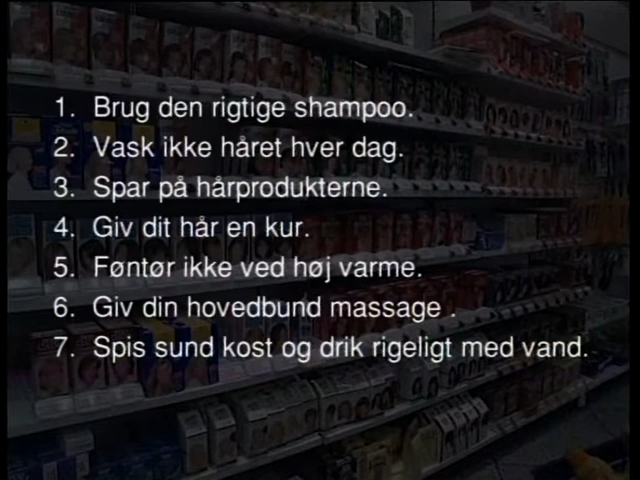 1. Brug den rigtige shampoo.
2. Vask ikke håret hver dag.
3. Spar på hårprodukterne.
4. Giv dit hår en kur.
5. Føntør ikke ved høj varme.
6. Giv din hovedbund massage .
7. Spis sund kost og drik rigeligt med vand.